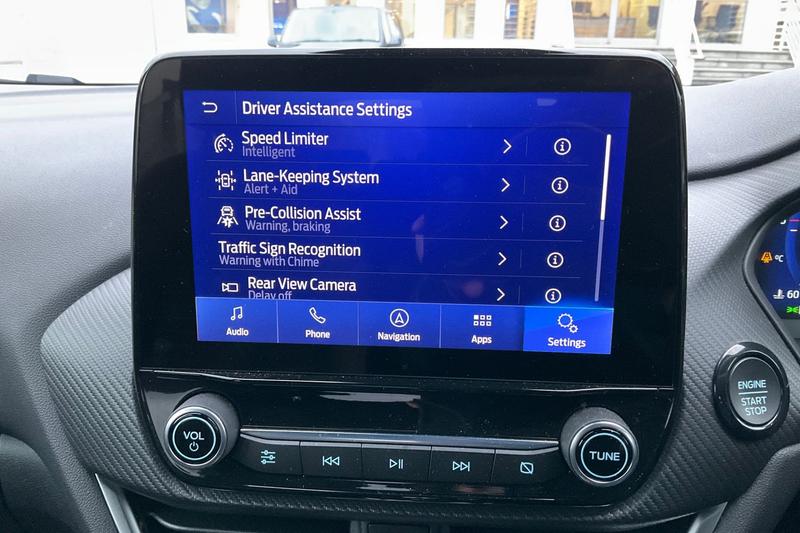 Driver Assistance Settings
Speed Limiter
Intelligent
Lane-Keeping System
Alert + Aid
Pre-Collision Assist
Warning, braking
Traffic Sign Recognition
Warning with Chime
Rear View Camera
Delay off
Audio
Phone
Navigation
Apps
Settings
°C
60
ENGINE
START
STOP
VOL
TUNE